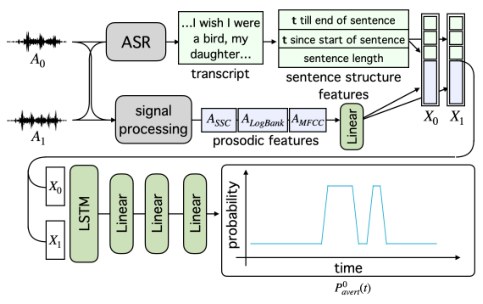 A0
ASR
...I wish I were
a bird, my
daughter...
transcript
t till end of sentence
t since start of sentence
sentence length
sentence structure
features
X0 X1
A1
signal
processing
ASSC ALogBank AMFCC
prosodic features
Linear
X0
X1
LSTM
Linear
Linear
Linear
probability
time
P0avert(t)